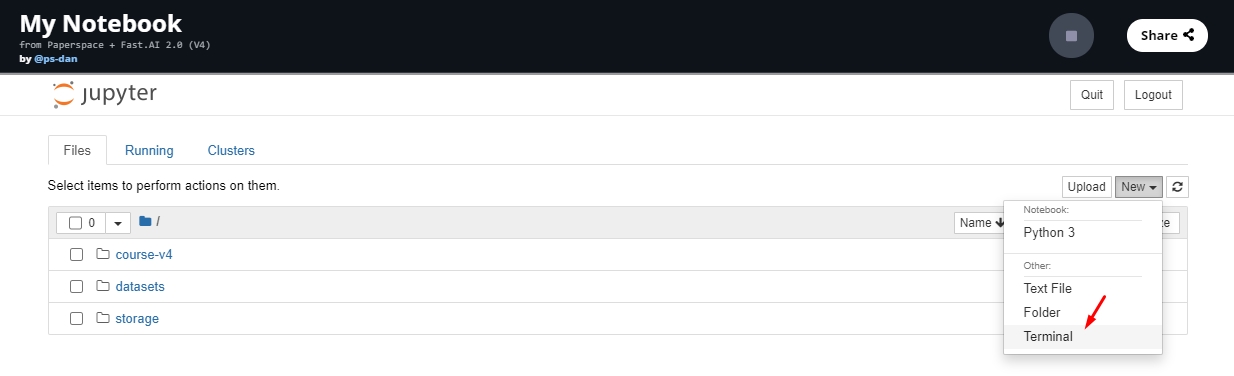 My Notebook
from Paperspace + Fast.AI 2.0 (V4)
by @ps-dan
Share
jupyter
Quit
Logout
Files
Running
Clusters
Select items to perform actions on them.
Upload
New
0
/
Name
Notebook:
Python 3
Other:
Text File
Folder
Terminal
course-v4
datasets
storage